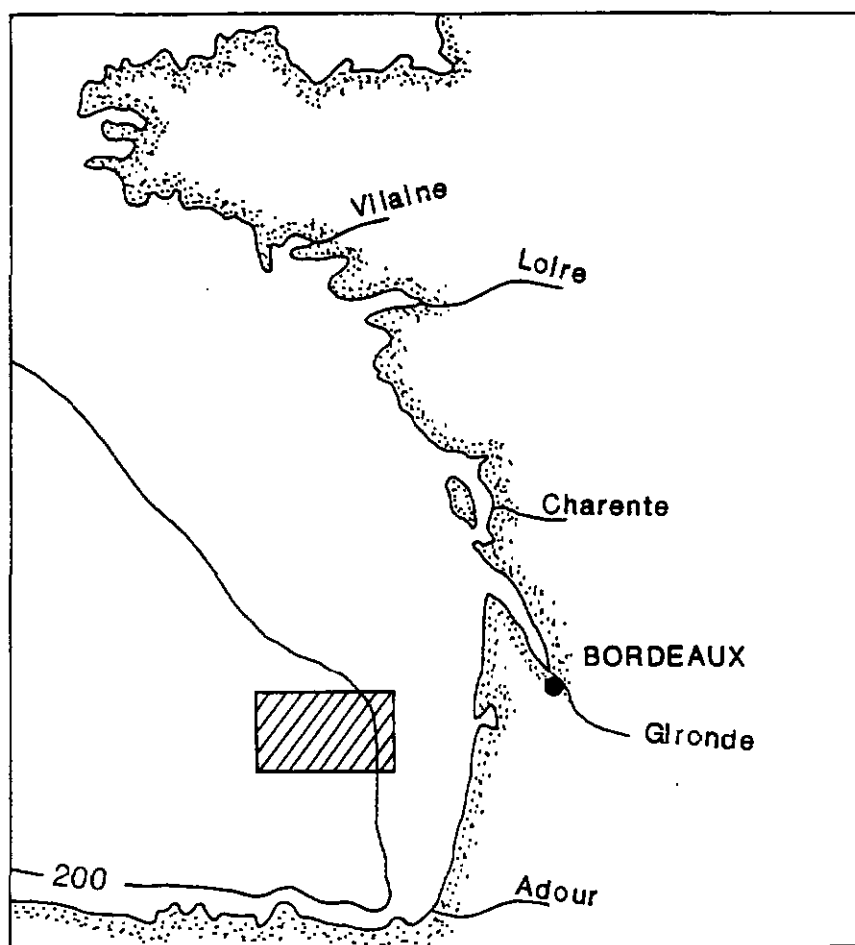 Vilaine
Loire
Charente
BORDEAUX
Gironde
200
Adour